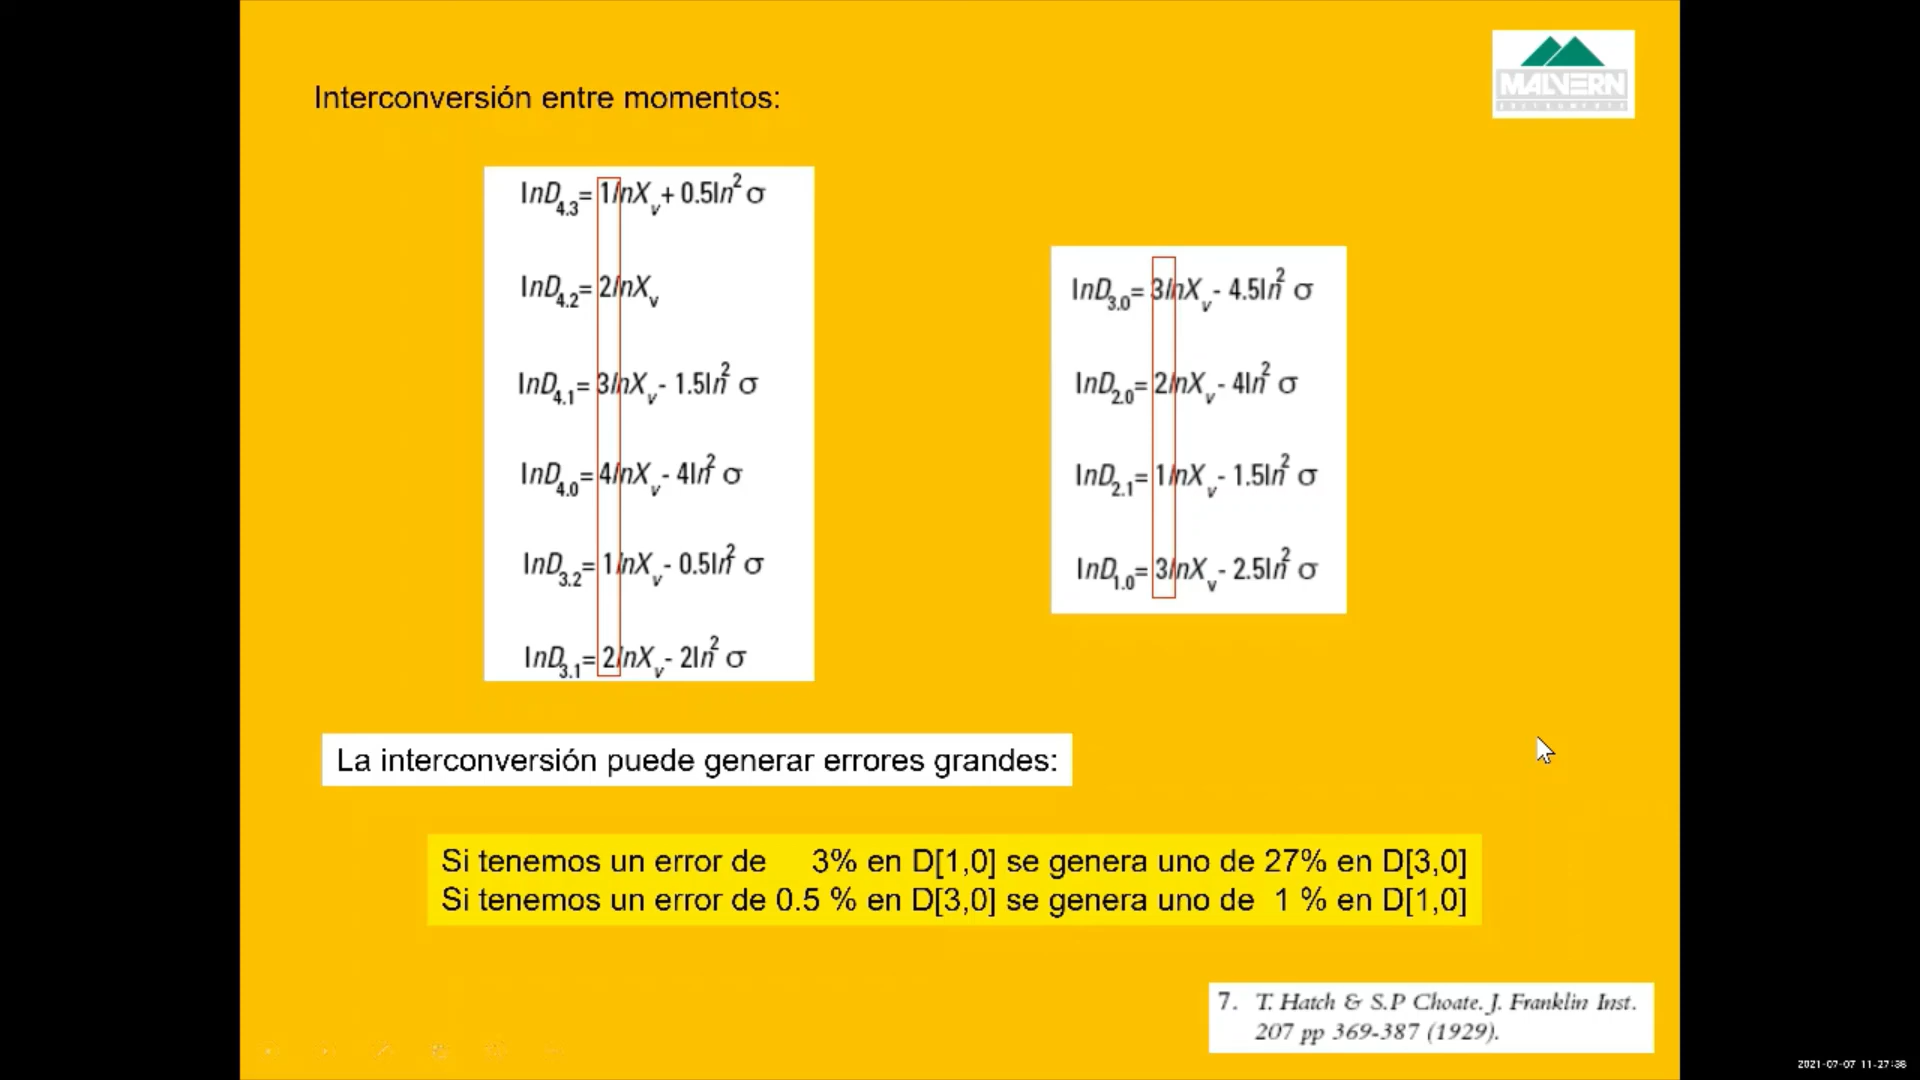 Interconversión entre momentos:
MALVERN
INSTRUMENTS
lnD4.3= 1lnXv+ 0.5ln2 σ
lnD4.2= 2lnXv
lnD4.1= 3lnXv- 1.5ln2 σ
lnD4.0= 4lnXv- 4ln2 σ
lnD3.2= 1lnXv- 0.5ln2 σ
lnD3.1= 2lnXv- 2ln2 σ
lnD3.0= 3lnXv- 4.5ln2 σ
lnD2.0= 2lnXv- 4ln2 σ
lnD2.1= 1lnXv- 1.5ln2 σ
lnD1.0= 3lnXv- 2.5ln2 σ
La interconversión puede generar errores grandes:
Si tenemos un error de 3% en D[1,0] se genera uno de 27% en D[3,0]
Si tenemos un error de 0.5 % en D[3,0] se genera uno de 1 % en D[1,0]
7. T. Hatch & S.P Choate. J. Franklin Inst.
207 pp 369-387 (1929).
2021-07-07 11:27:38